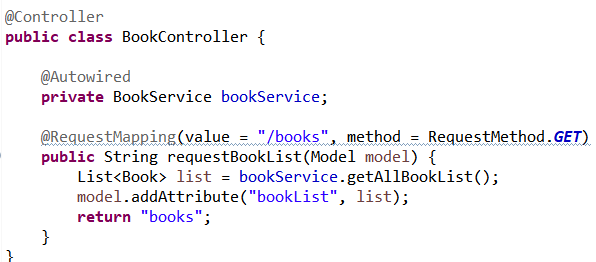 @Controller
public class BookController {
@Autowired
private BookService bookService;
@RequestMapping(value = "/books", method = RequestMethod.GET)
public String requestBookList(Model model) {
List<Book> list = bookService.getAllBookList();
model.addAttribute("bookList", list);
return "books";
}
}